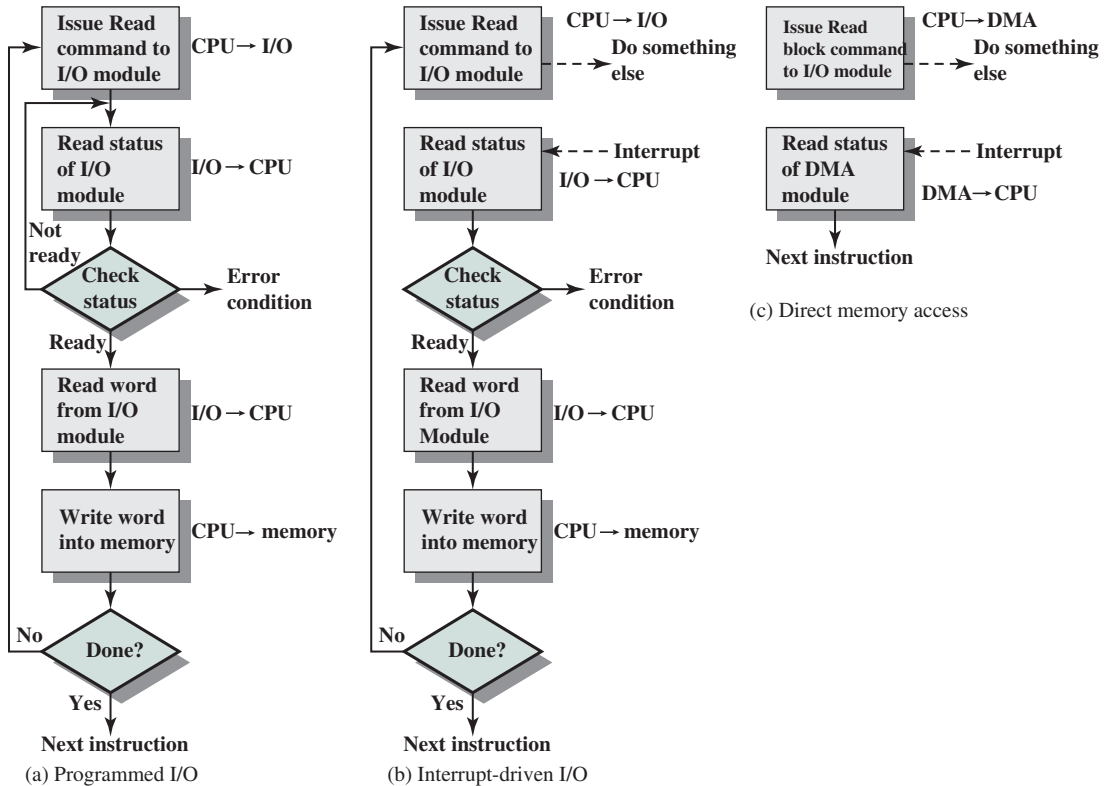 Issue Read
command to
I/O module
CPU → I/O
Read status
of I/O
module
I/O → CPU
Not
ready
Check
status
Error
condition
Ready
Read word
from I/O
module
I/O → CPU
Write word
into memory
CPU → memory
No
Done?
Yes
Next instruction
(a) Programmed I/O
Issue Read
command to
I/O module
CPU → I/O
Do something
else
Read status
of I/O
module
Interrupt
I/O → CPU
Check
status
Error
condition
Ready
Read word
from I/O
Module
I/O → CPU
Write word
into memory
CPU → memory
No
Done?
Yes
Next instruction
(b) Interrupt-driven I/O
Issue Read
block command
to I/O module
CPU → DMA
Do something
else
Read status
of DMA
module
Interrupt
DMA → CPU
Next instruction
(c) Direct memory access